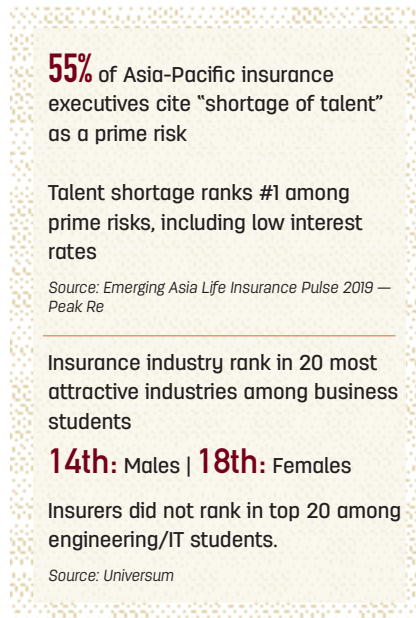 55% of Asia-Pacific insurance
executives cite “shortage of talent”
as a prime risk
Talent shortage ranks #1 among
prime risks, including low interest
rates
Source: Emerging Asia Life Insurance Pulse 2019 —
Peak Re
Insurance industry rank in 20 most
attractive industries among business
students
14th: Males | 18th: Females
Insurers did not rank in top 20 among
engineering/IT students.
Source: Universum